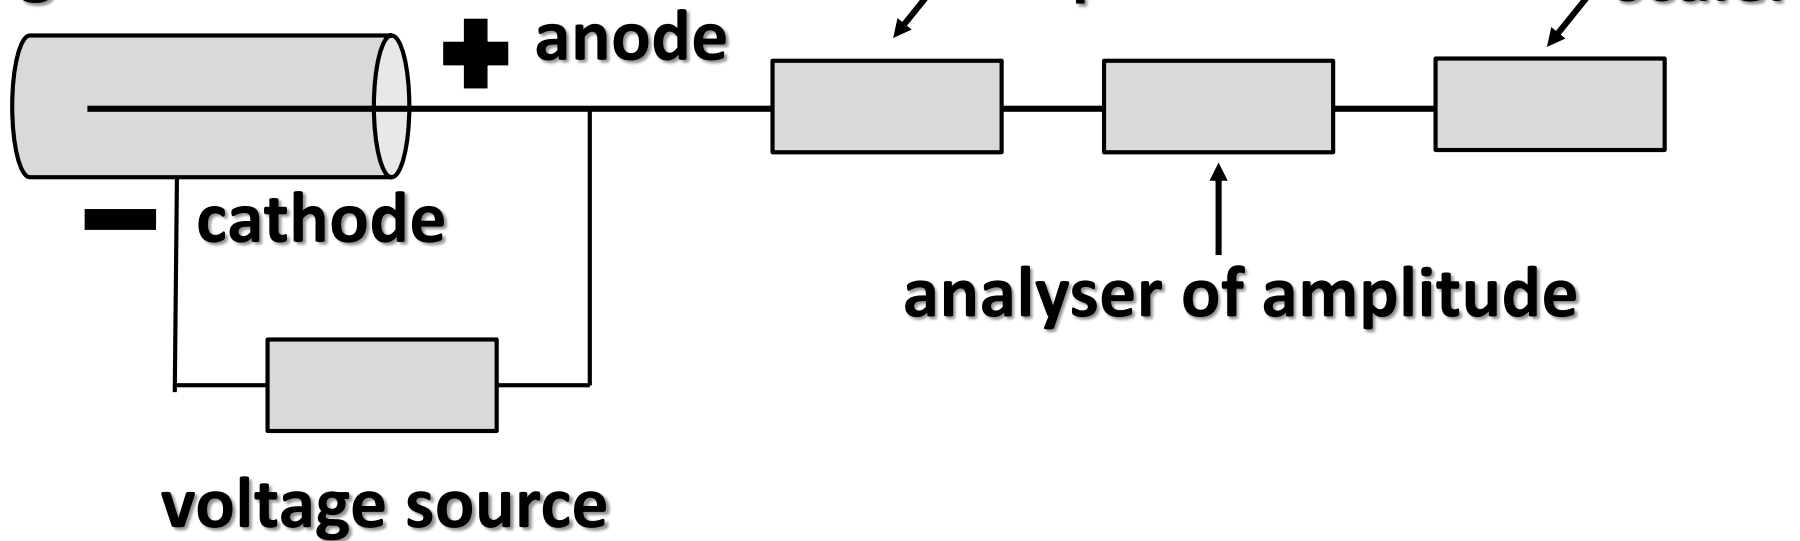 anode
cathode
analyser of amplitude
voltage source